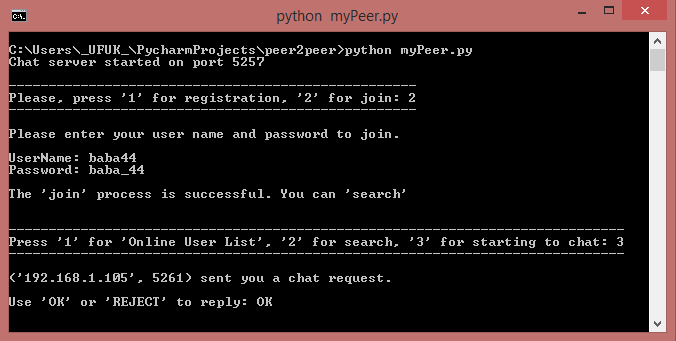 python  myPeer.py
C:\Users\_UFUK_\PycharmProjects\peer2peer>python myPeer.py
Chat server started on port 5257
---------------------------------------------------
Please, press '1' for registration, '2' for join: 2
---------------------------------------------------
Please enter your user name and password to join.
UserName: baba44
Password: baba_44
The 'join' process is successful. You can 'search'
-----------------------------------------------------------------------------
Press '1' for 'Online User List', '2' for search, '3' for starting to chat: 3
-----------------------------------------------------------------------------
('192.168.1.105', 5261) sent you a chat request.
Use 'OK' or 'REJECT' to reply: OK